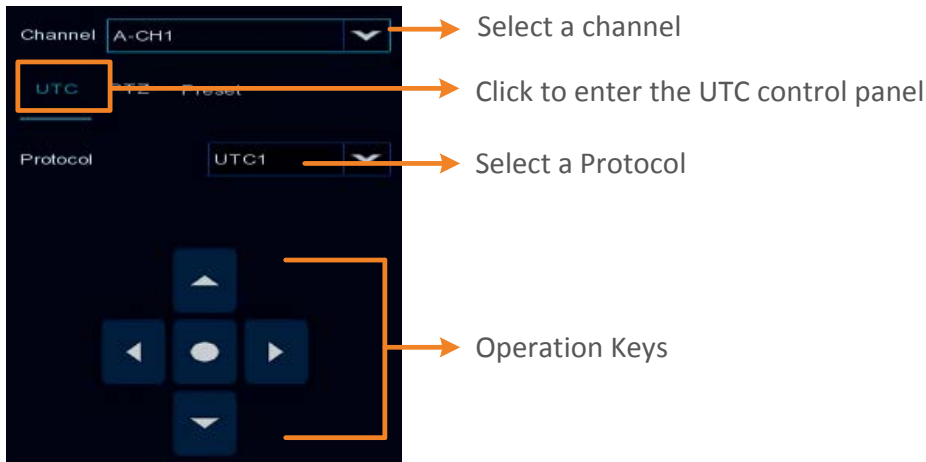 Channel A-CH1 Select a channel
UTC PTZ Preset Click to enter the UTC control panel
Protocol UTC1 Select a Protocol
Operation Keys